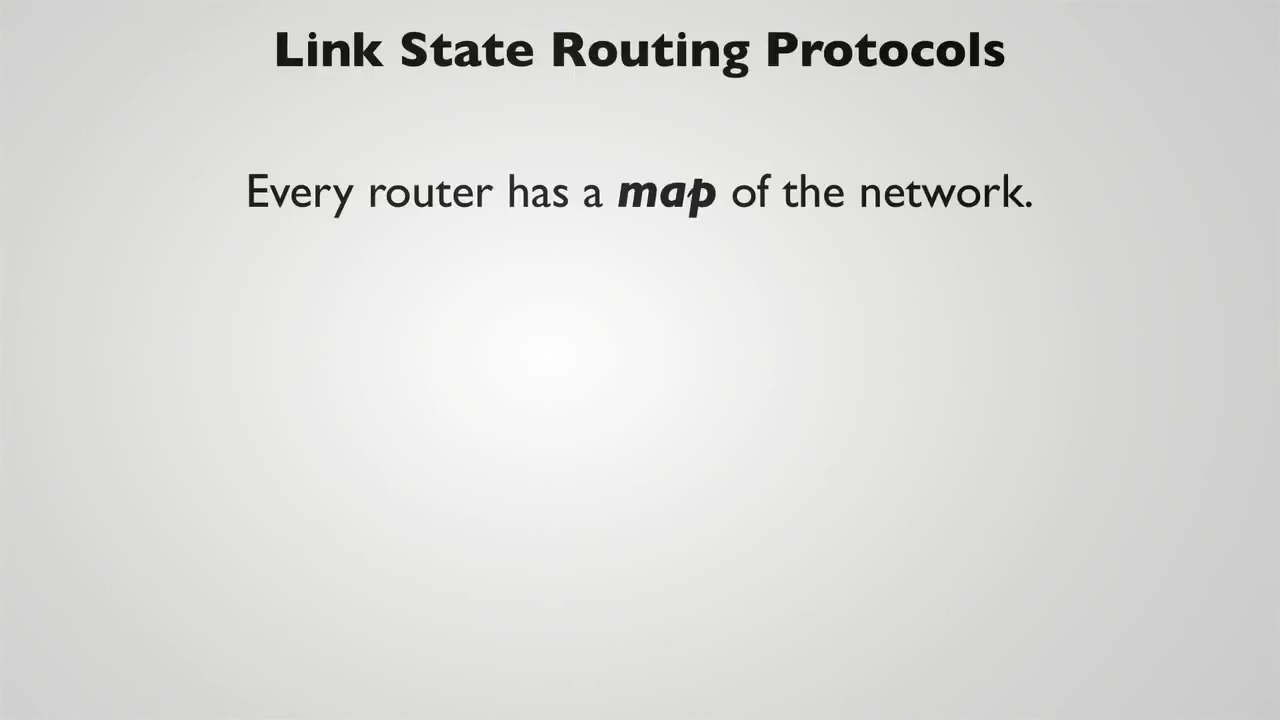 Link State Routing Protocols
Every router has a map of the network.